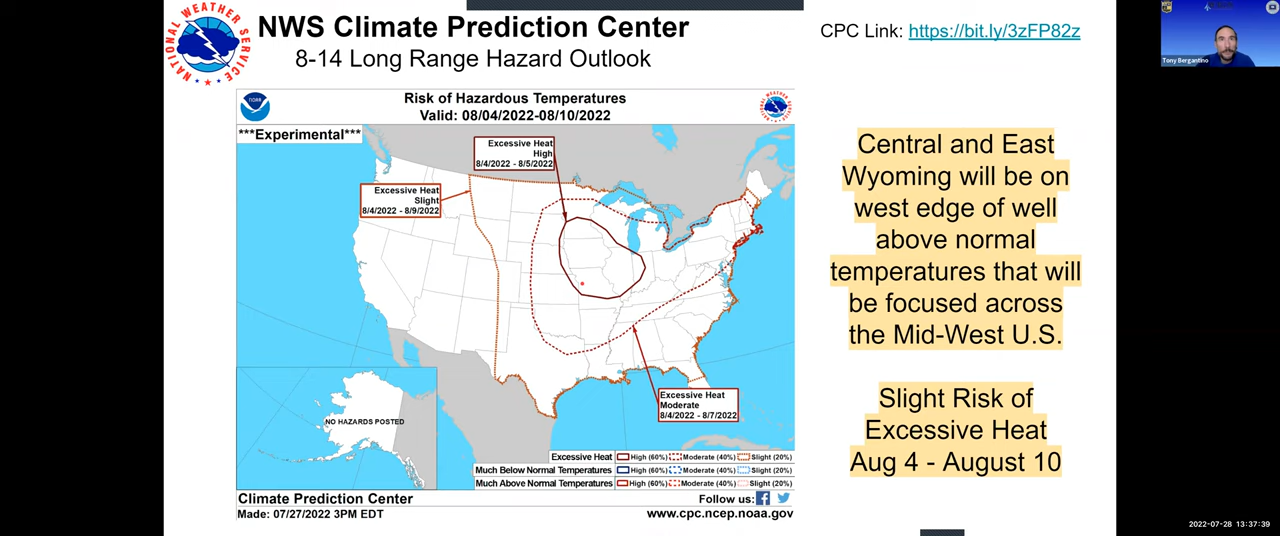 NWS Climate Prediction Center
8-14 Long Range Hazard Outlook
NATIONAL WEATHER SERVICE
CPC Link: https://bit.ly/3zFP82z
Tony Bergantino
NOAA
Risk of Hazardous Temperatures
Valid: 08/04/2022-08/10/2022
***Experimental***
Excessive Heat
High
8/4/2022 - 8/5/2022
Excessive Heat
Slight
8/4/2022 - 8/9/2022
Excessive Heat
Moderate
8/4/2022 - 8/7/2022
NO HAZARDS POSTED
Excessive Heat High (60%) Moderate (40%) Slight (20%)
Much Below Normal Temperatures High (60%) Moderate (40%) Slight (20%)
Much Above Normal Temperatures High (60%) Moderate (40%) Slight (20%)
Climate Prediction Center
Made: 07/27/2022 3PM EDT
Follow us:
www.cpc.ncep.noaa.gov
Central and East
Wyoming will be on
west edge of well
above normal
temperatures that will
be focused across
the Mid-West U.S.
Slight Risk of
Excessive Heat
Aug 4 - August 10
2022-07-28 13:37:39